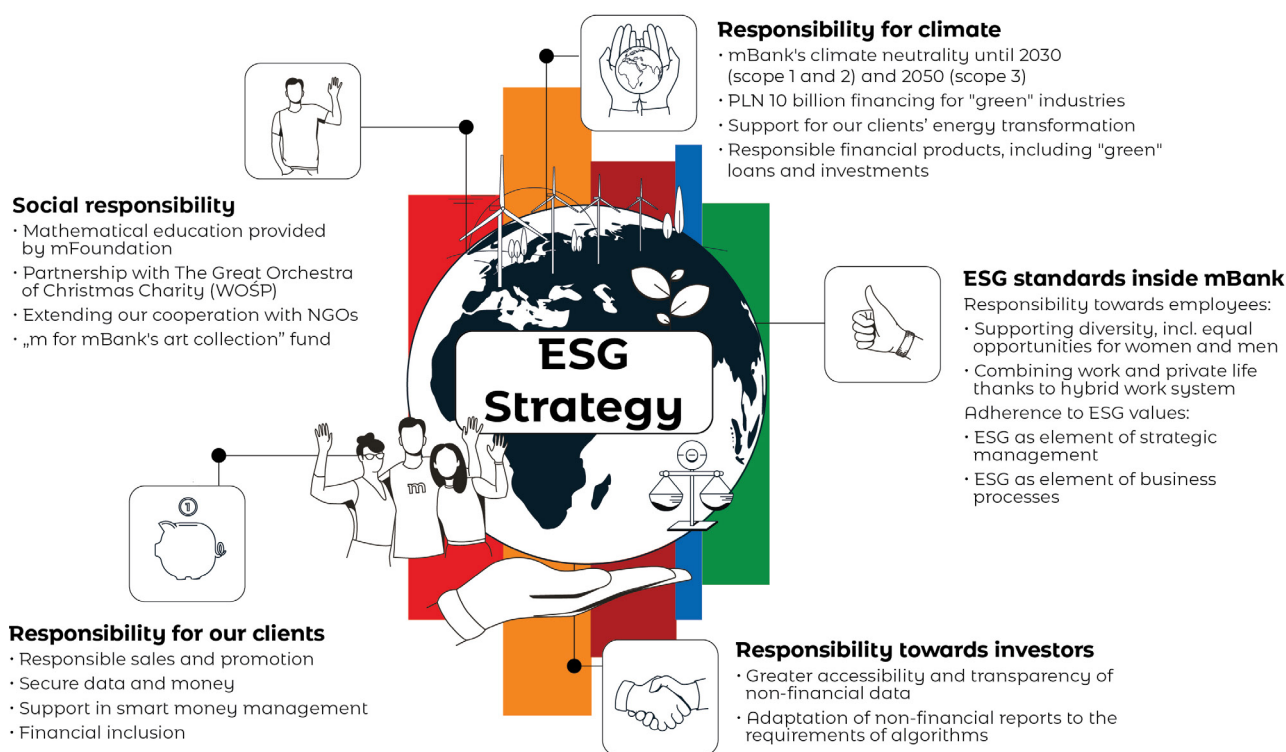 Responsibility for climate
· mBank's climate neutrality until 2030
(scope 1 and 2) and 2050 (scope 3)
· PLN 10 billion financing for "green" industries
· Support for our clients' energy transformation
· Responsible financial products, including "green"
loans and investments
Social responsibility
· Mathematical education provided
by mFoundation
· Partnership with The Great Orchestra
of Christmas Charity (WOŚP)
· Extending our cooperation with NGOs
· „m for mBank's art collection” fund
ESG standards inside mBank
Responsibility towards employees:
· Supporting diversity, incl. equal
opportunities for women and men
· Combining work and private life
thanks to hybrid work system
Adherence to ESG values:
· ESG as element of strategic
management
· ESG as element of business
processes
ESG
Strategy
m
1
Responsibility for our clients
· Responsible sales and promotion
· Secure data and money
· Support in smart money management
· Financial inclusion
Responsibility towards investors
· Greater accessibility and transparency of
non-financial data
· Adaptation of non-financial reports to the
requirements of algorithms